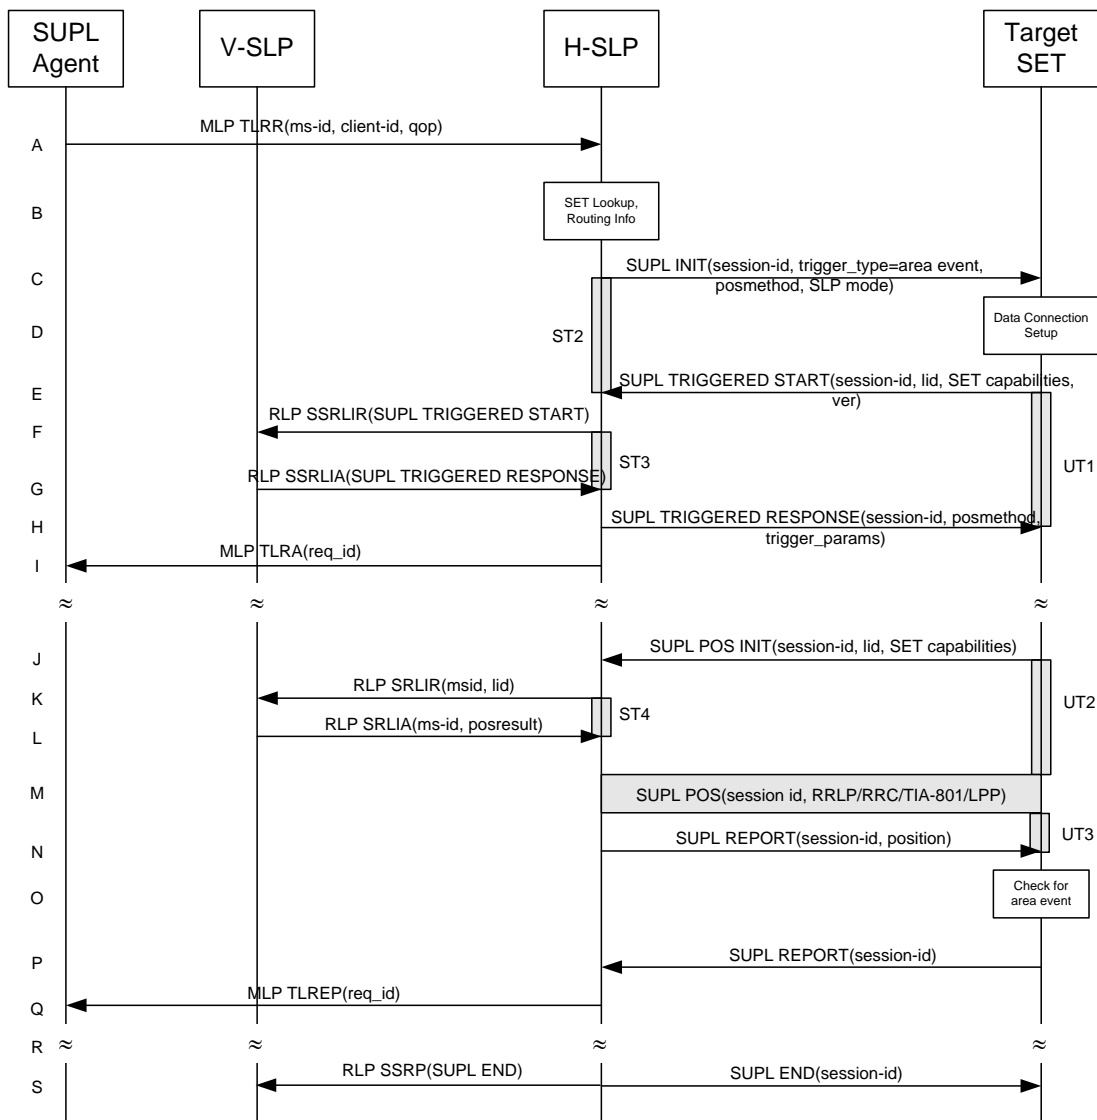 SUPL
Agent
V-SLP
H-SLP
Target
SET
MLP TLRR(ms-id, client-id, qop)
A
SET Lookup,
Routing Info
B
SUPL INIT(session-id, trigger_type=area event,
posmethod, SLP mode)
C
Data Connection
Setup
D
ST2
SUPL TRIGGERED START(session-id, lid, SET capabilities,
ver)
E
RLP SSRLIR(SUPL TRIGGERED START)
F
ST3
UT1
RLP SSRLIA(SUPL TRIGGERED RESPONSE)
G
SUPL TRIGGERED RESPONSE(session-id, posmethod,
trigger_params)
H
MLP TLRA(req_id)
I
≈ ≈ ≈ ≈
SUPL POS INIT(session-id, lid, SET capabilities)
J
RLP SRLIR(msid, lid)
K
ST4
UT2
RLP SRLIA(ms-id, posresult)
L
SUPL POS(session id, RRLP/RRC/TIA-801/LPP)
M
UT3
SUPL REPORT(session-id, position)
N
Check for
area event
O
SUPL REPORT(session-id)
P
MLP TLREP(req_id)
Q
R ≈ ≈ ≈ ≈
RLP SSRP(SUPL END)
SUPL END(session-id)
S